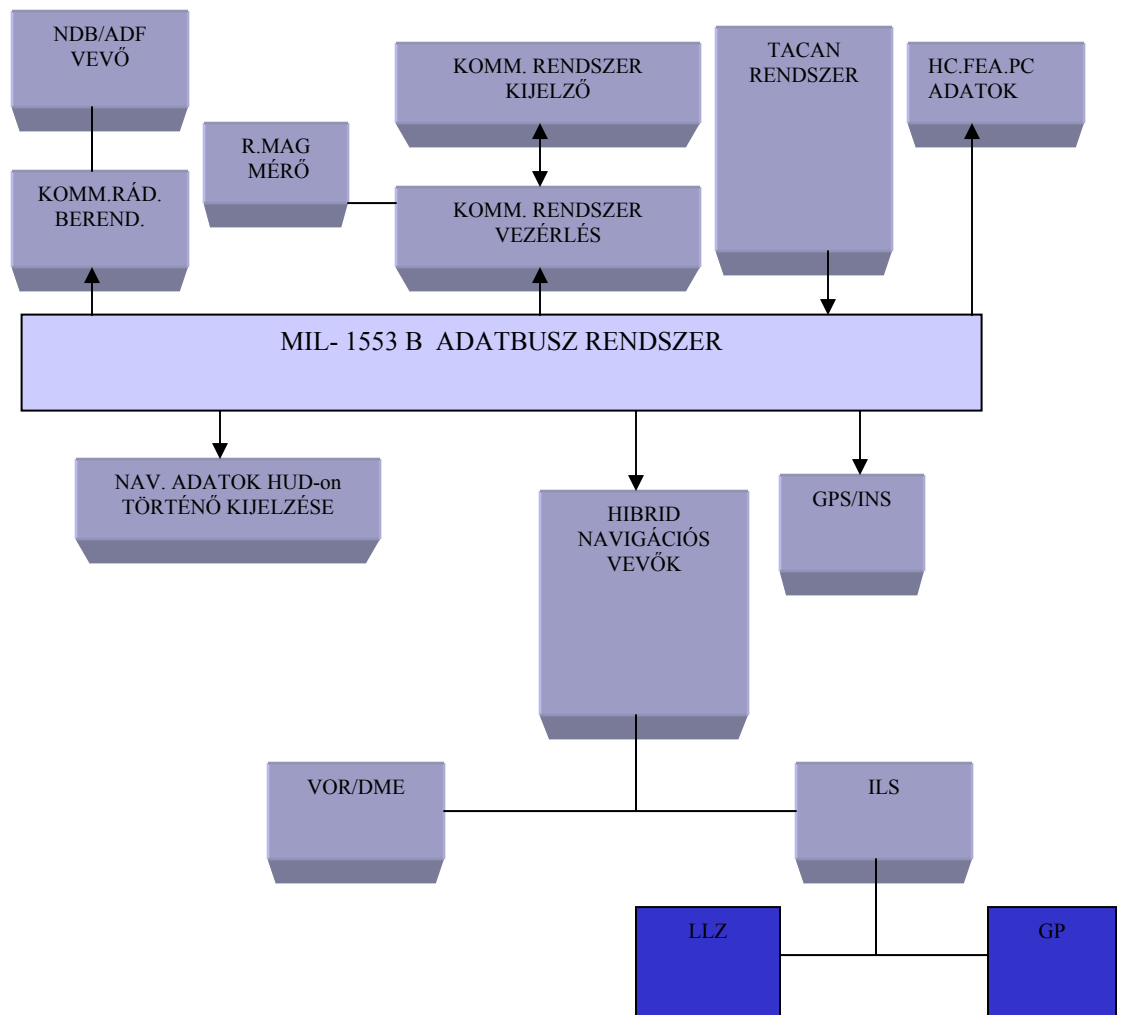 NDB/ADF
VEVŐ
KOMM. RENDSZER
KIJELZŐ
TACAN
RENDSZER
HC.FEA.PC
ADATOK
R.MAG
MÉRŐ
KOMM.RÁD.
BEREND.
KOMM. RENDSZER
VEZÉRLÉS
MIL- 1553 B ADATBUSZ RENDSZER
NAV. ADATOK HUD-on
TÖRTÉNŐ KIJELZÉSE
HIBRID
NAVIGÁCIÓS
VEVŐK
GPS/INS
VOR/DME
ILS
LLZ
GP